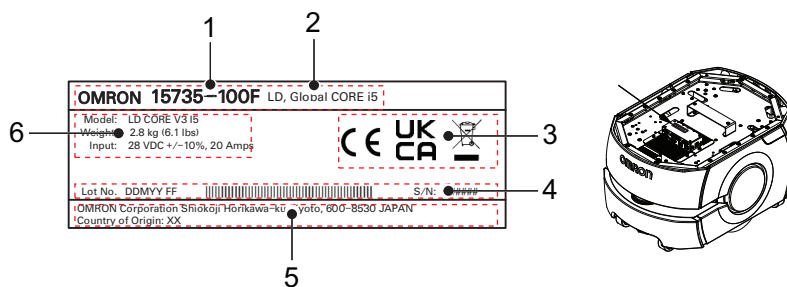 1
2
OMRON 15735-100F LD, Global CORE i5
Model: LD CORE V3 I5
6
Weight: 2.8 kg (6.1 lbs)
Input: 28 VDC +/-10%, 20 Amps
CE UK CA
3
Lot No. DDMYY FF S/N: #####
4
OMRON Corporation Shiokoji Horikawa-ku 600-8530 JAPAN
Country of Origin: XX
5
OMRON